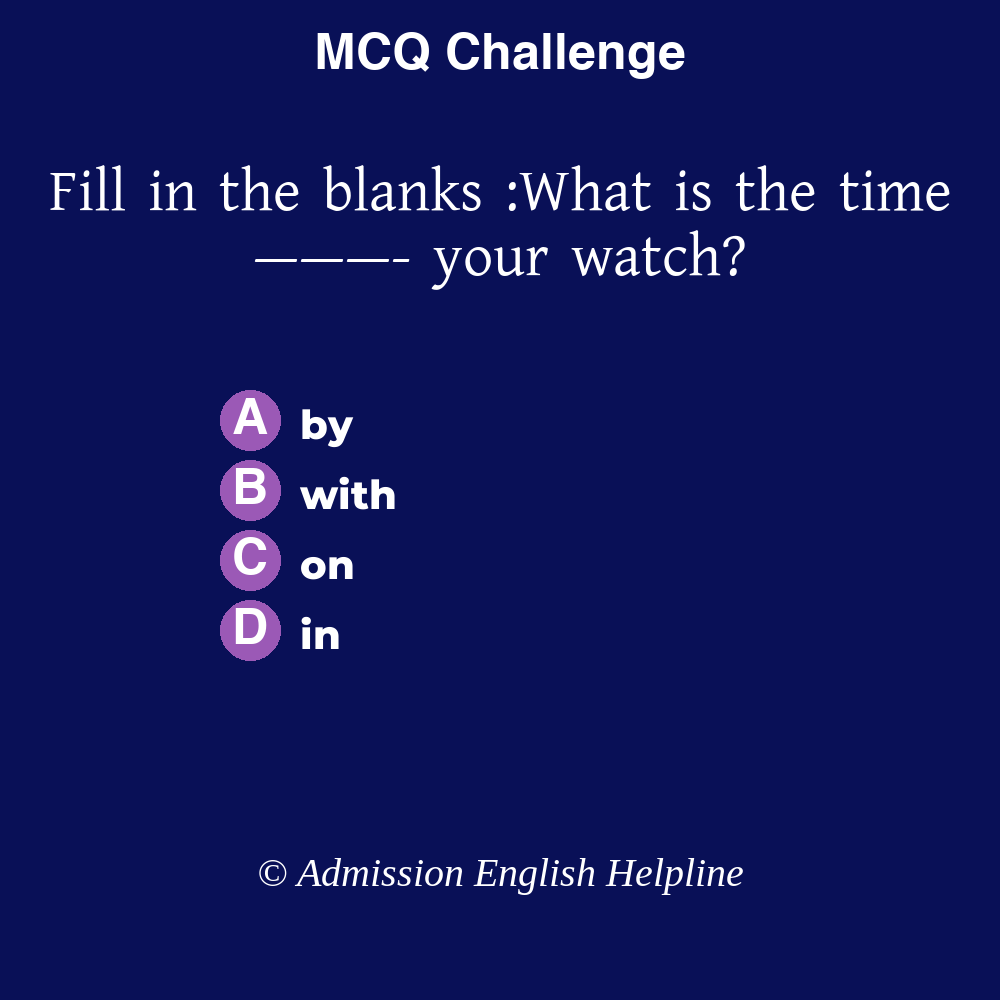 MCQ Challenge
Fill in the blanks :What is the time
———- your watch?
A by
B with
C on
D in
© Admission English Helpline